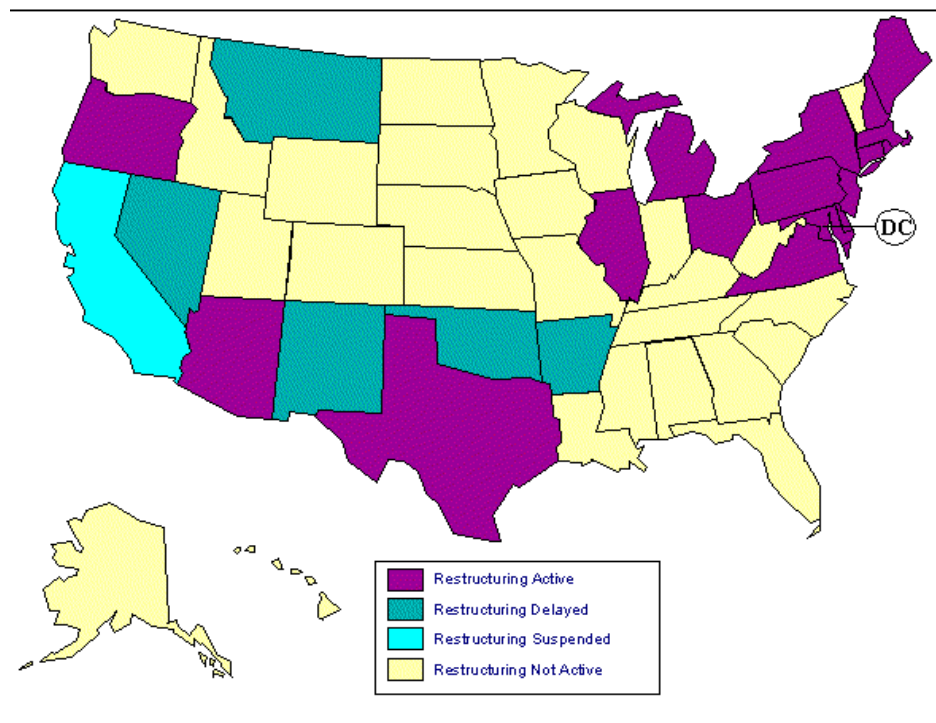 DC
Restructuring Active
Restructuring Delayed
Restructuring Suspended
Restructuring Not Active